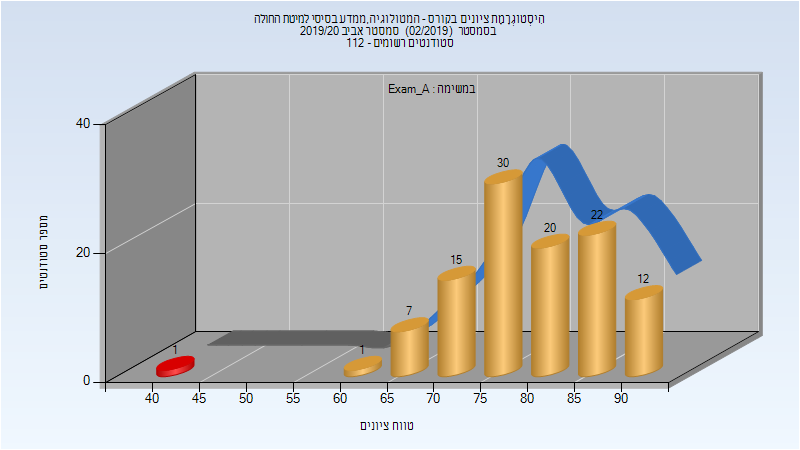 היסטוגרמת ציונים בקורס - המטולוגיה,ממדע בסיסי למיטת החולה
בסמסטר (02/2019) סמסטר אביב 2019/20
סטודנטים רשומים - 112
במשימה : Exam_A
מספר סטודנטים
40
20
0
1
1
7
15
30
20
22
12
40 45 50 55 60 65 70 75 80 85 90
טווח ציונים